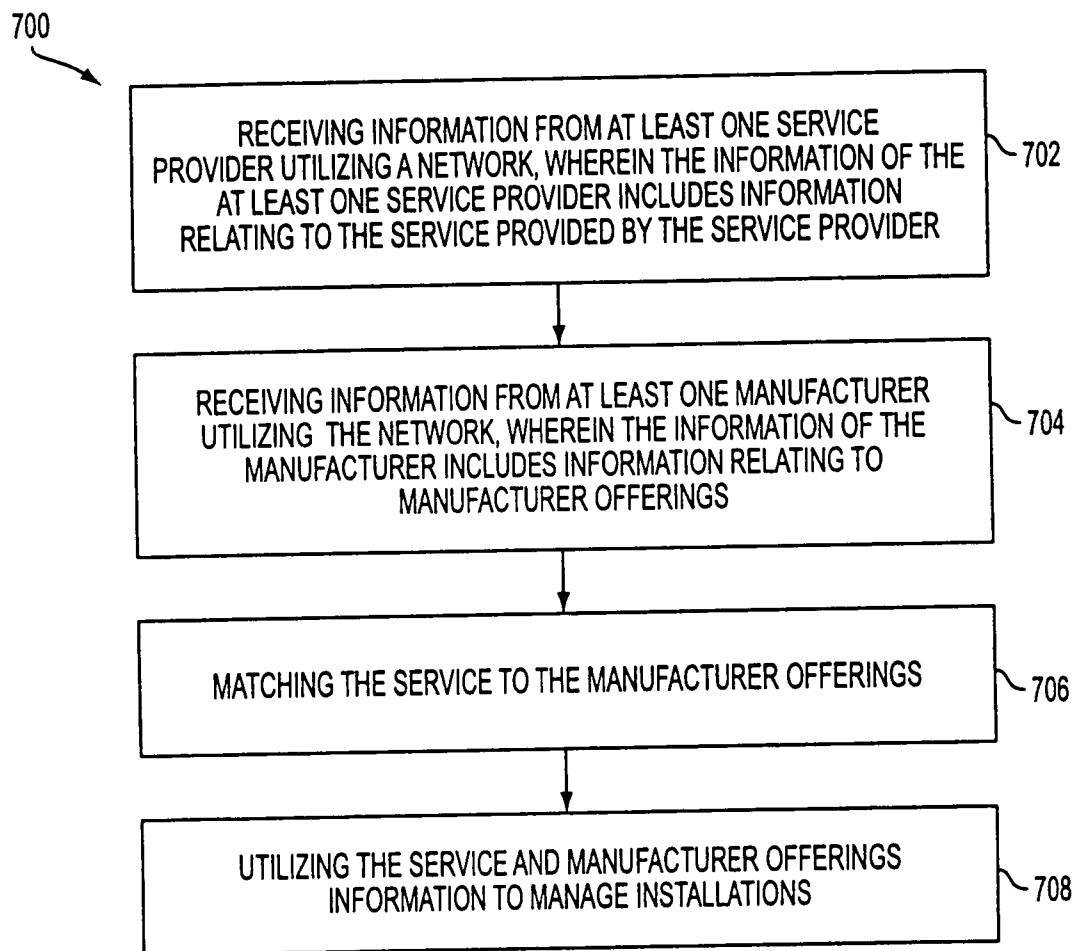 700
RECEIVING INFORMATION FROM AT LEAST ONE SERVICE
PROVIDER UTILIZING A NETWORK, WHEREIN THE INFORMATION OF THE
AT LEAST ONE SERVICE PROVIDER INCLUDES INFORMATION
RELATING TO THE SERVICE PROVIDED BY THE SERVICE PROVIDER
702
RECEIVING INFORMATION FROM AT LEAST ONE MANUFACTURER
UTILIZING THE NETWORK, WHEREIN THE INFORMATION OF THE
MANUFACTURER INCLUDES INFORMATION RELATING TO
MANUFACTURER OFFERINGS
704
MATCHING THE SERVICE TO THE MANUFACTURER OFFERINGS
706
UTILIZING THE SERVICE AND MANUFACTURER OFFERINGS
INFORMATION TO MANAGE INSTALLATIONS
708